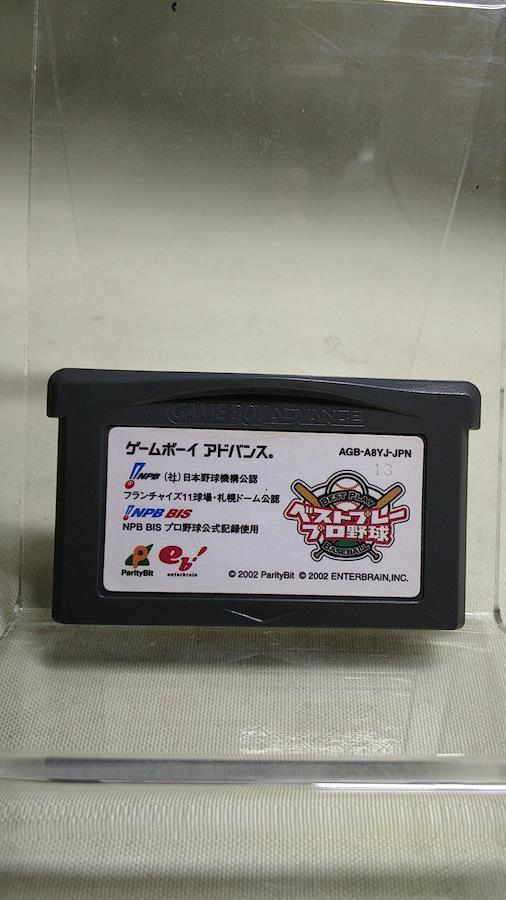 GAME BOY ADVANCE
ゲームボーイ アドバンス。
AGB-A8YJ-JPN
13
NPB (社)日本野球機構公認
フランチャイズ11球場・札幌ドーム公認
NPB BIS
NPB BIS プロ野球公式記録使用
BEST PLAY
ベストプレー
プロ野球
BASEBALL
ParityBit
eb!
enterbrain
© 2002 ParityBit © 2002 ENTERBRAIN,INC.